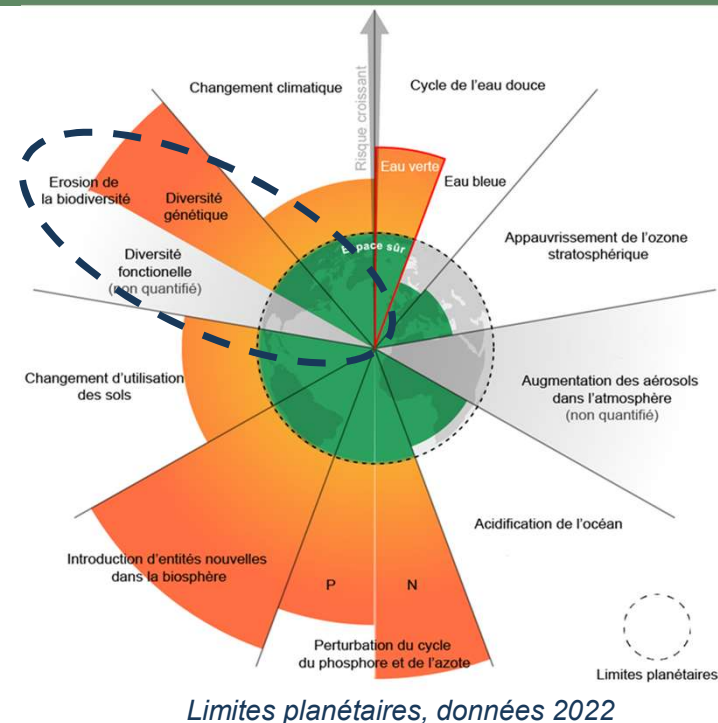 Changement climatique
Risque croissant
Cycle de l'eau douce
Eau verte
Eau bleue
Erosion de
la biodiversité
Diversité
génétique
Espace sûr
Appauvrissement de l'ozone
stratosphérique
Diversité
fonctionelle
(non quantifié)
Changement d'utilisation
des sols
Augmentation des aérosols
dans l'atmosphère
(non quantifié)
Acidification de l'océan
Introduction d'entités nouvelles
dans la biosphère
P
N
Perturbation du cycle
du phosphore et de l'azote
Limites planétaires
Limites planétaires, données 2022